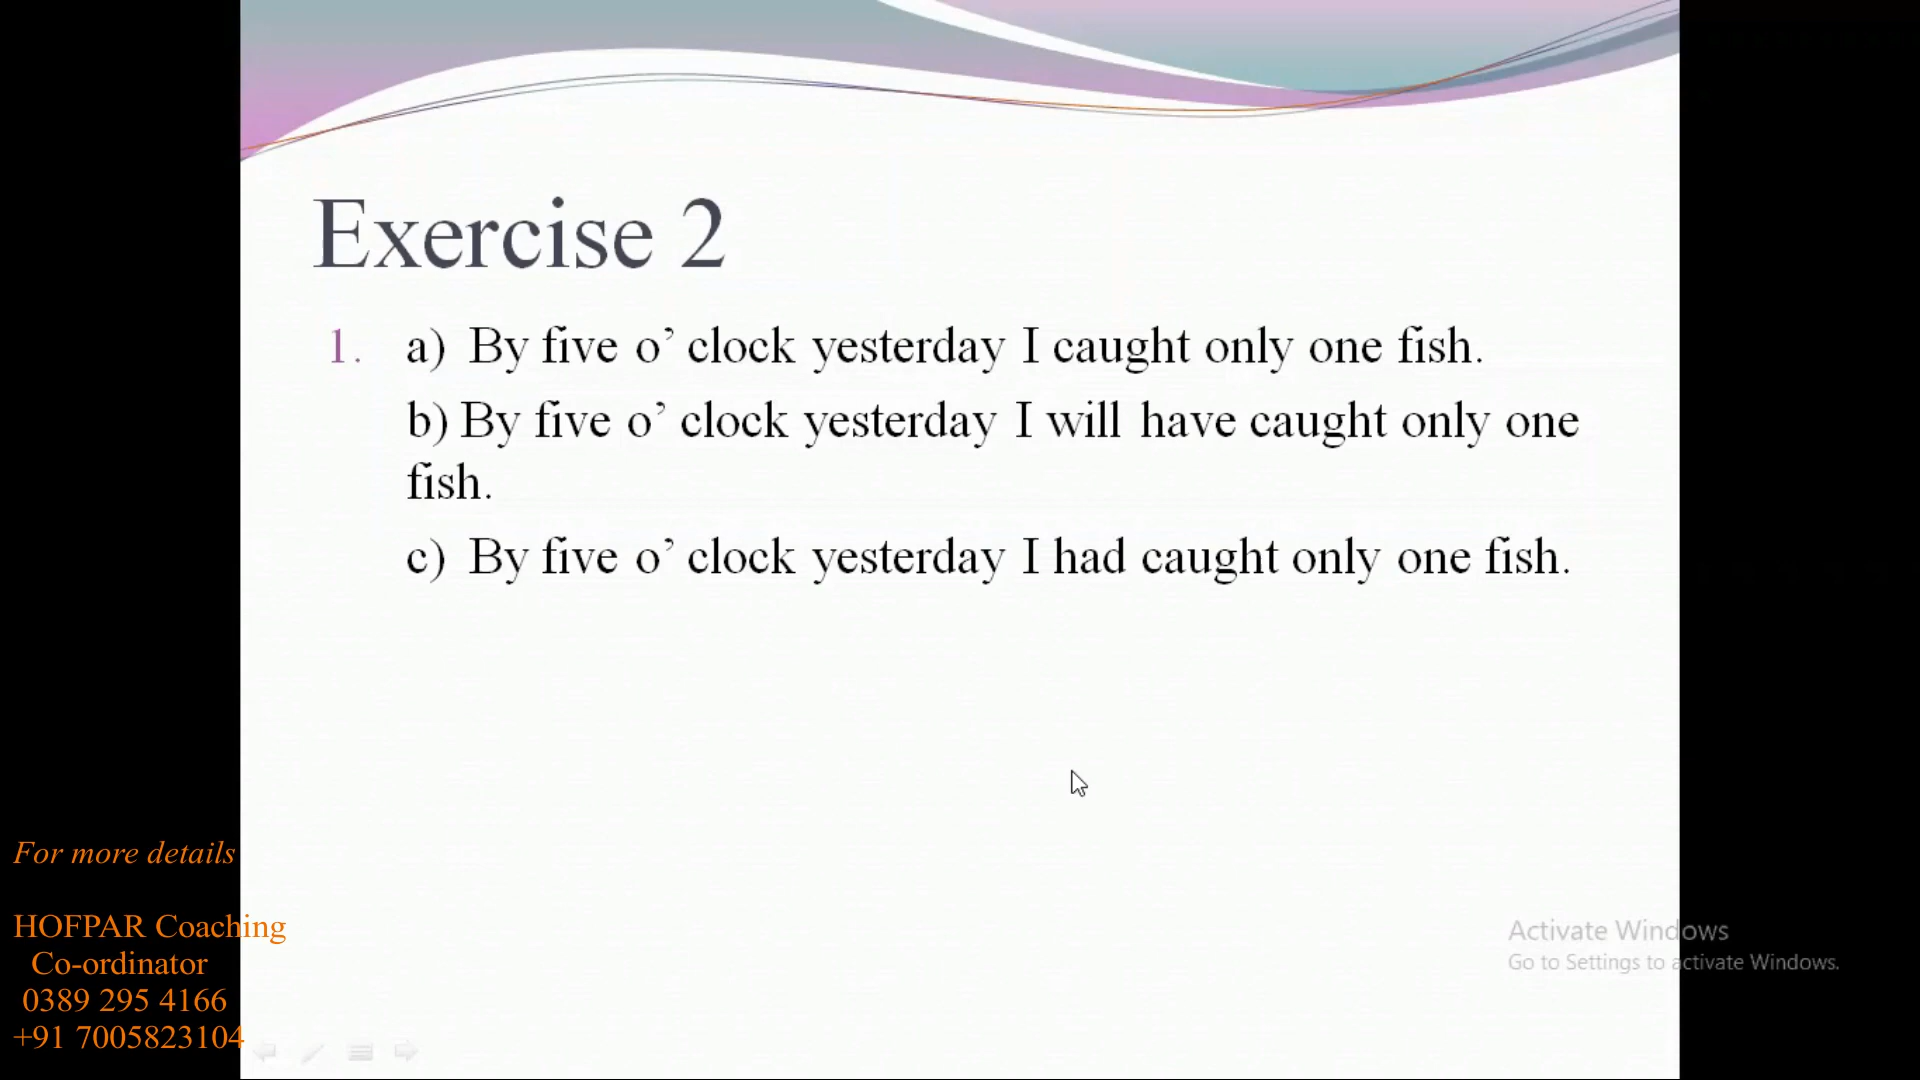 Exercise 2
1. a) By five o’ clock yesterday I caught only one fish.
b) By five o’ clock yesterday I will have caught only one
fish.
c) By five o’ clock yesterday I had caught only one fish.
For more details
HOFPAR Coaching
Co-ordinator
0389 295 4166
+91 7005823104
Activate Windows
Go to Settings to activate Windows.